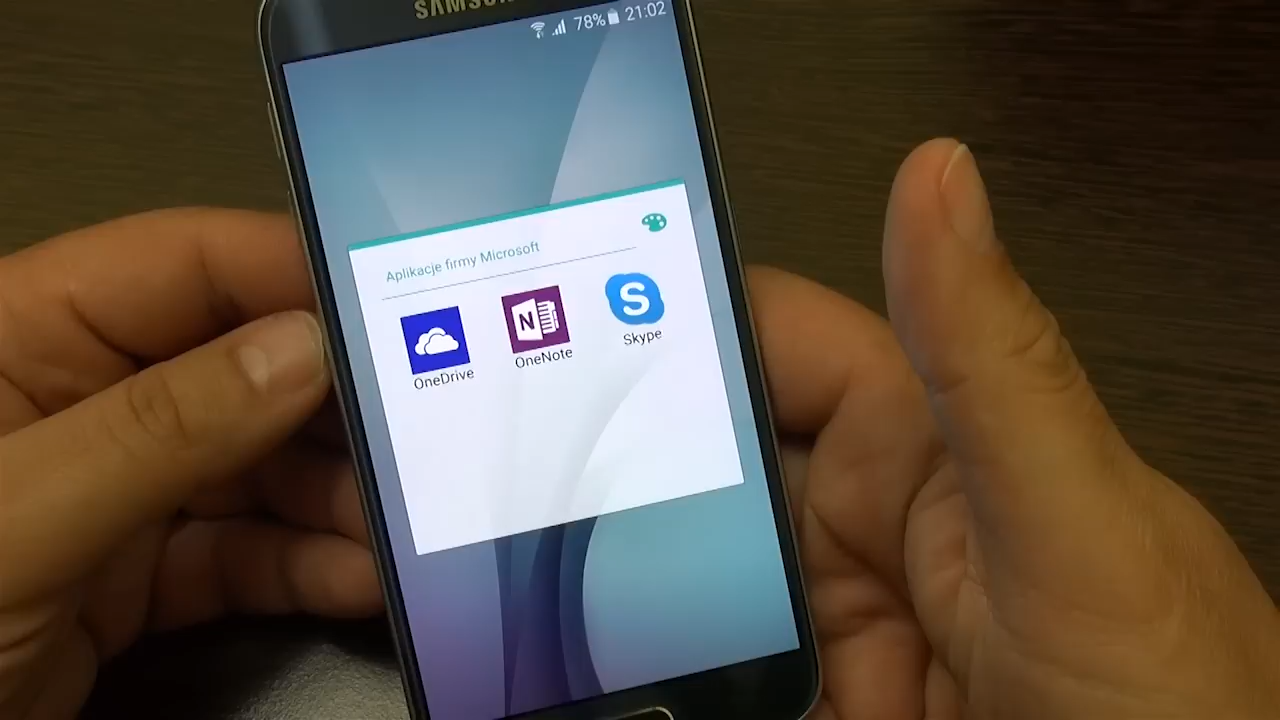 SAMSUNG
78% 21:02
Aplikacje firmy Microsoft
OneDrive
N
OneNote
S
Skype